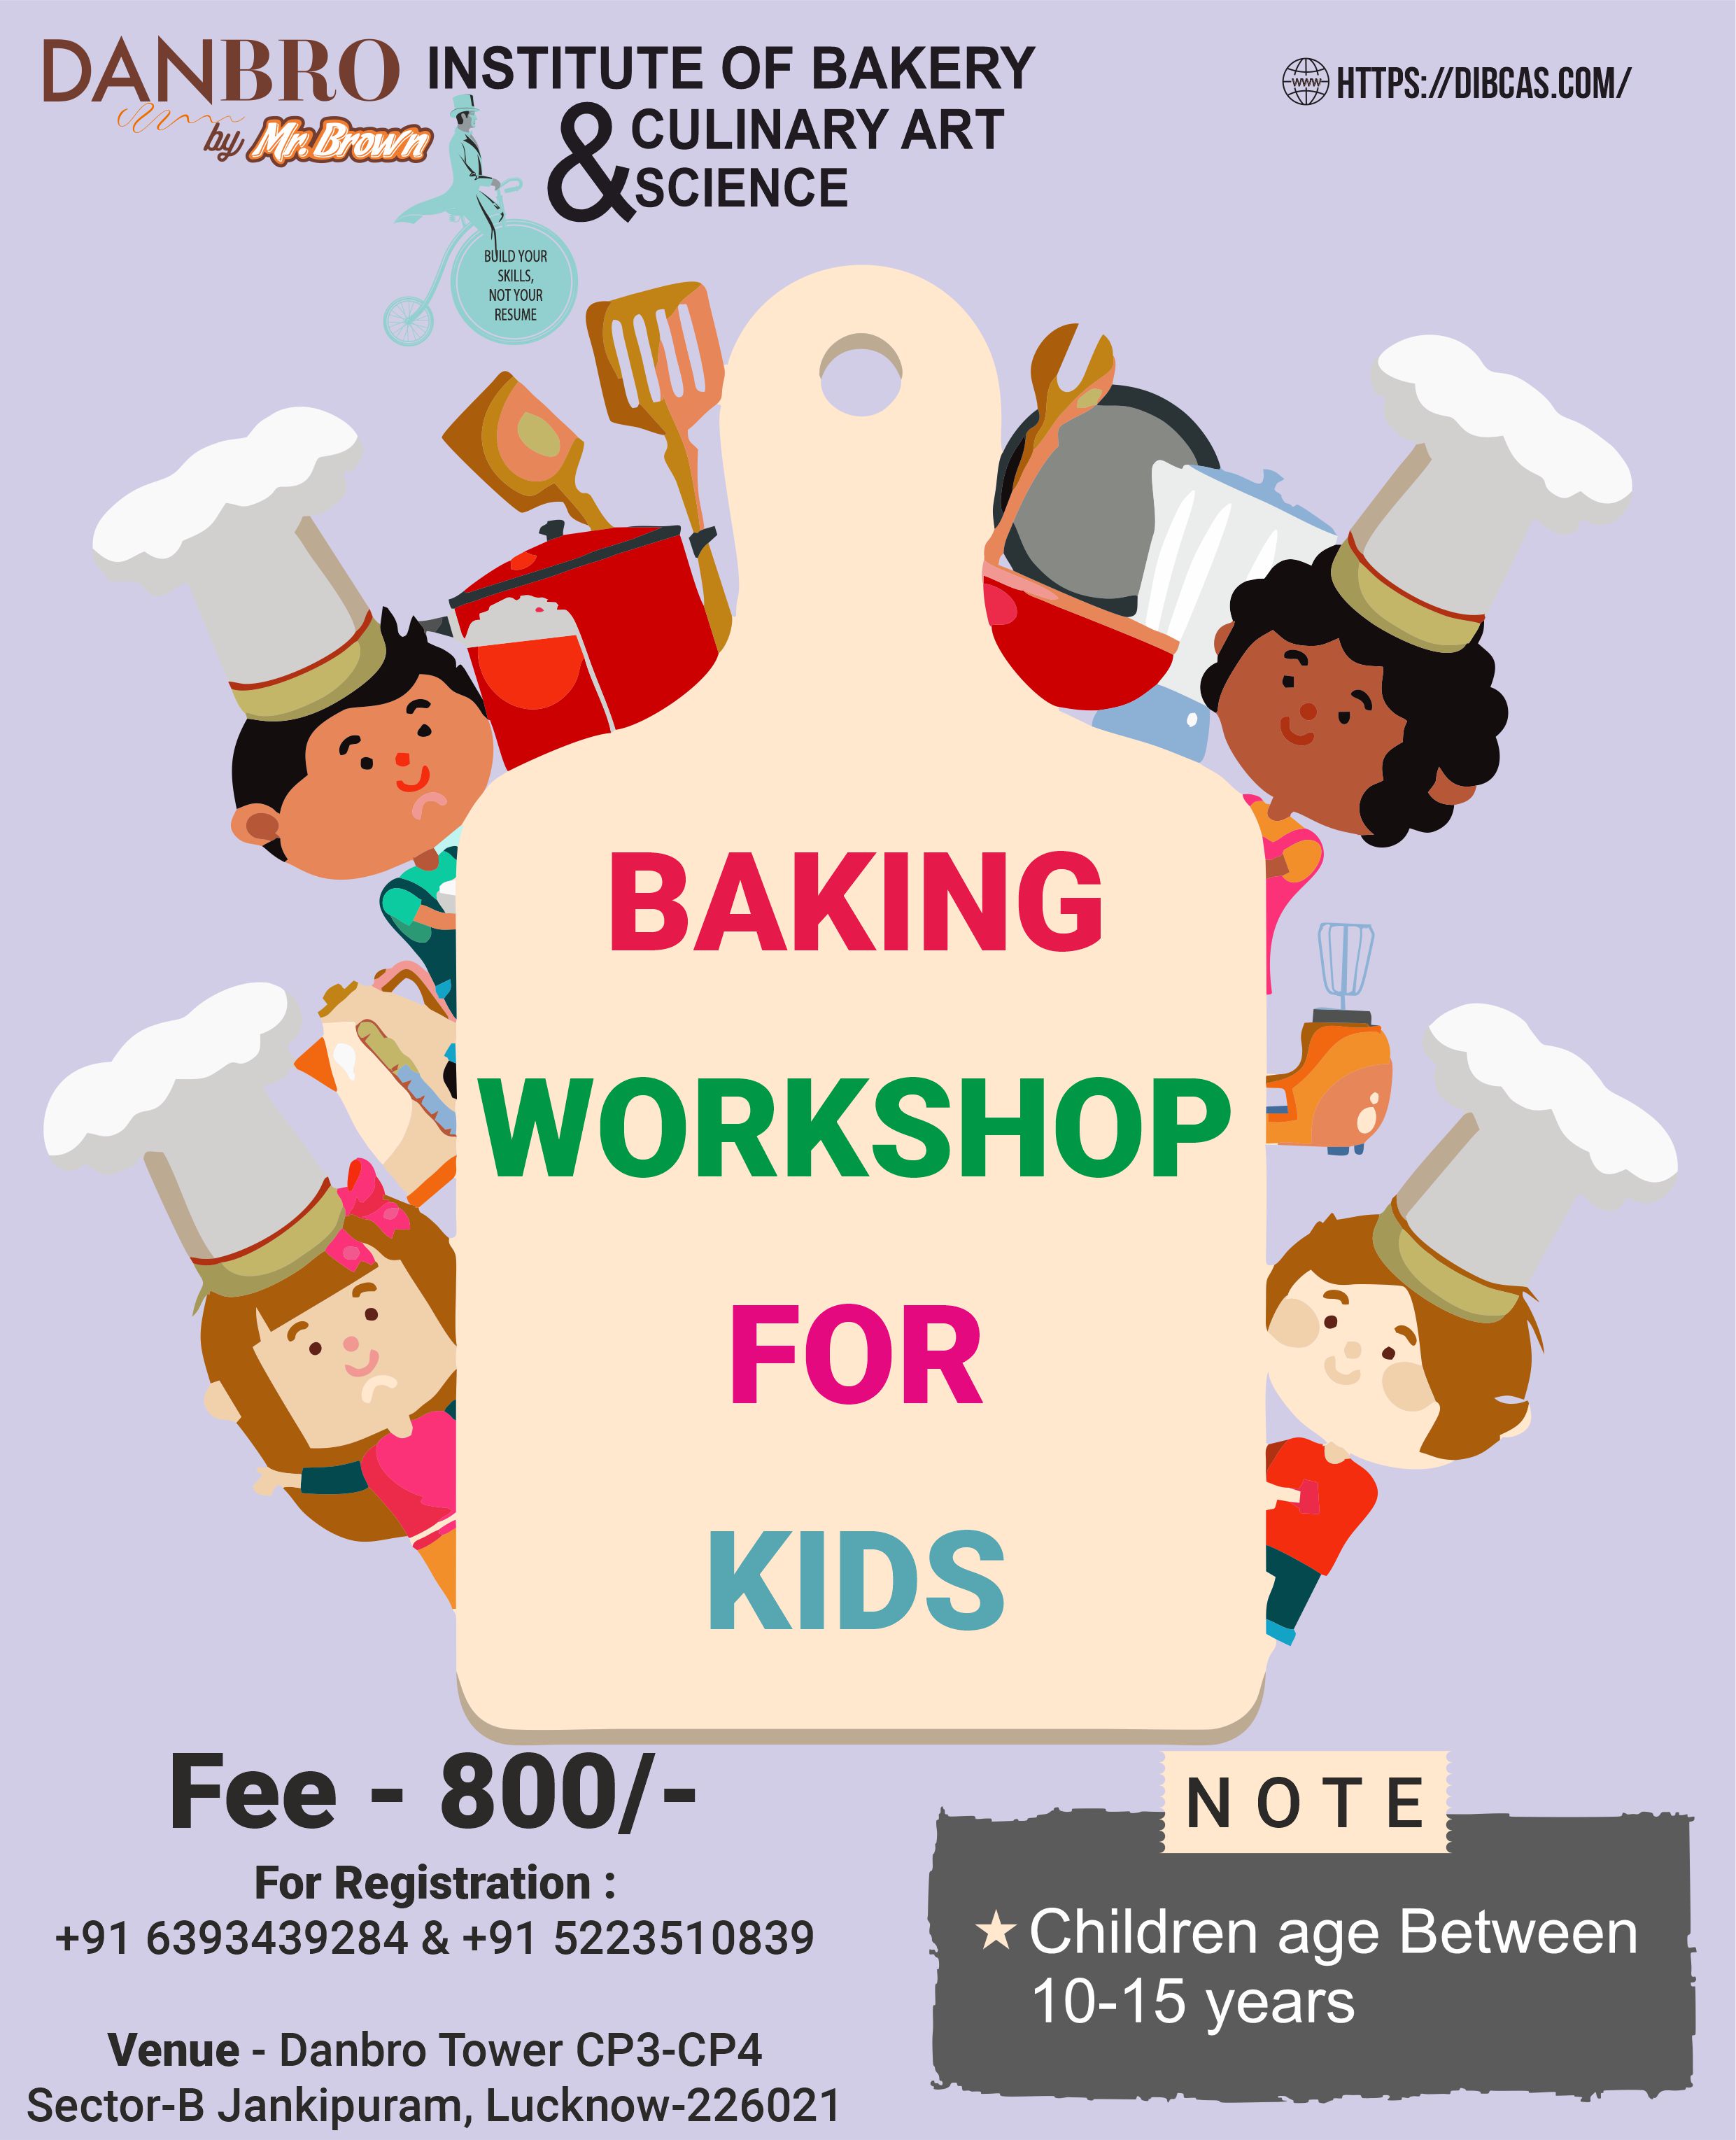 DANBRO
by Mr. Brown
INSTITUTE OF BAKERY
& CULINARY ART
SCIENCE
www
HTTPS://DIBCAS.COM/
BUILD YOUR
SKILLS,
NOT YOUR
RESUME
BAKING
WORKSHOP
FOR
KIDS
Fee - 800/-
For Registration :
+91 6393439284 & +91 5223510839
Venue - Danbro Tower CP3-CP4
Sector-B Jankipuram, Lucknow-226021
NOTE
★ Children age Between
10-15 years